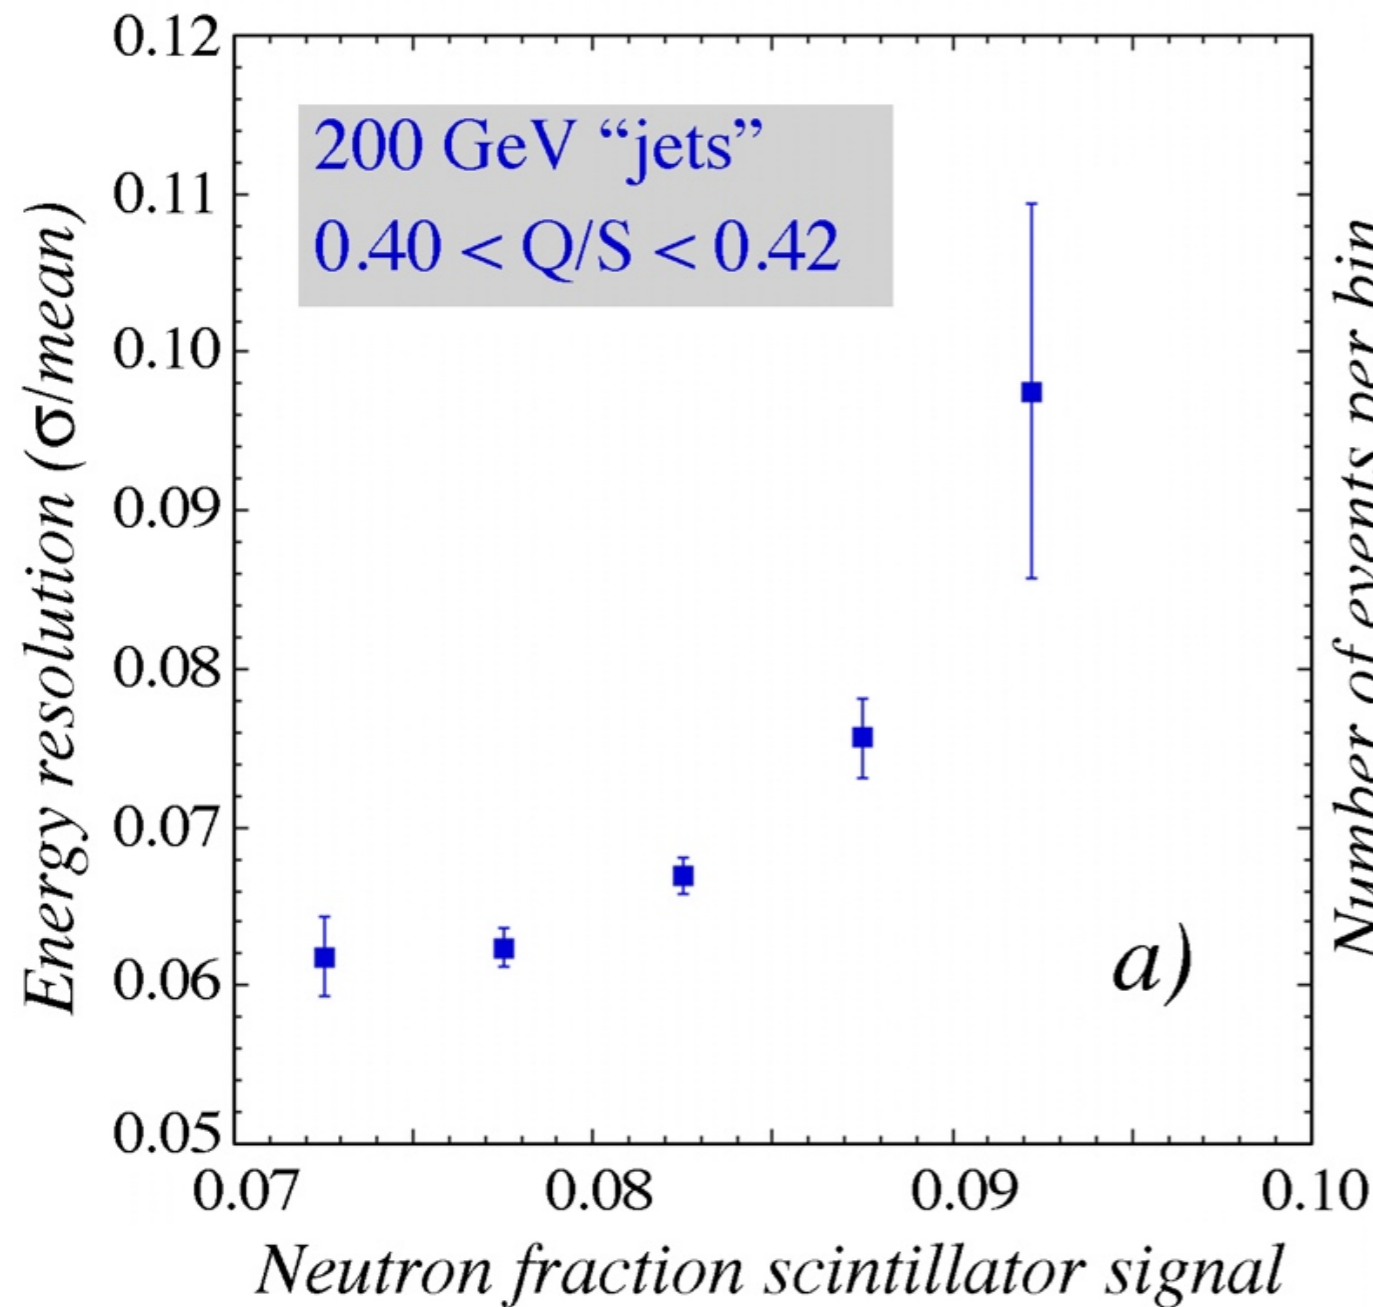 0.12
200 GeV “jets”
0.40 < Q/S < 0.42
0.11
0.10
0.09
0.08
0.07
0.06
0.05
Energy resolution (σ/mean)
a)
Number of events per bin
0.07 0.08 0.09 0.10
Neutron fraction scintillator signal